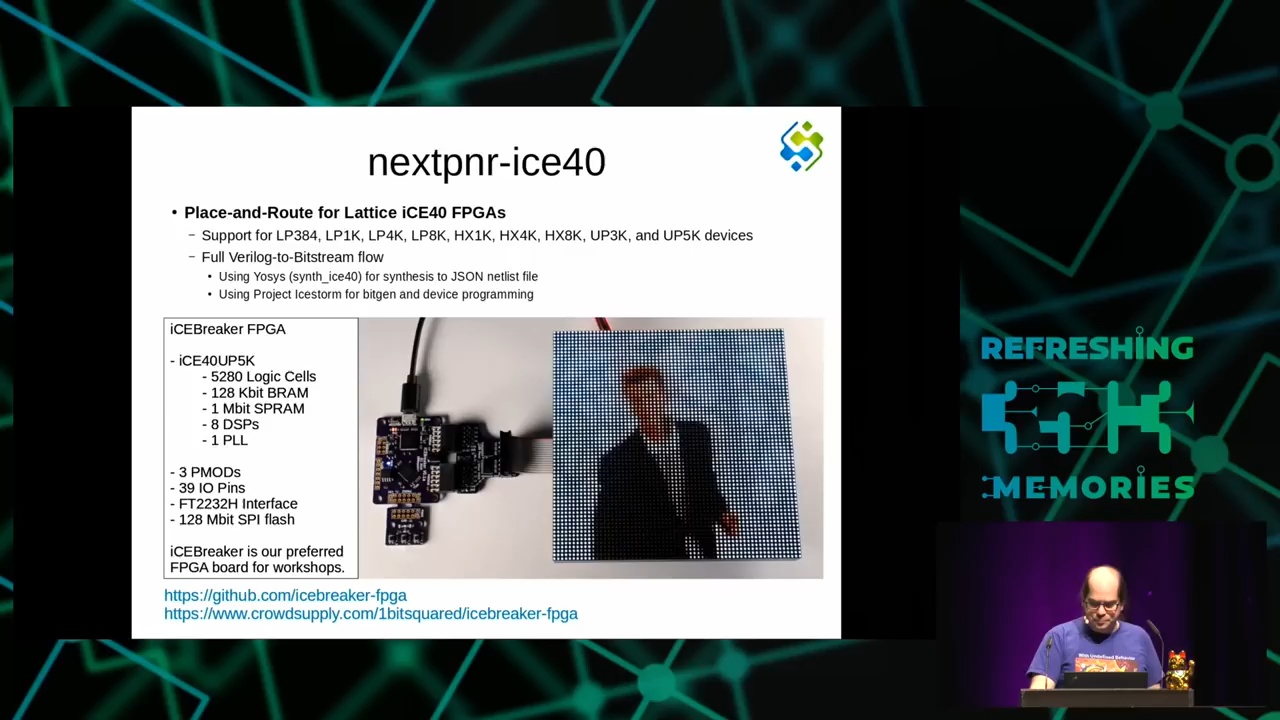 nextpnr-ice40
• Place-and-Route for Lattice iCE40 FPGAs
– Support for LP384, LP1K, LP4K, LP8K, HX1K, HX4K, HX8K, UP3K, and UP5K devices
– Full Verilog-to-Bitstream flow
• Using Yosys (synth_ice40) for synthesis to JSON netlist file
• Using Project Icestorm for bitgen and device programming
iCEBreaker FPGA
- iCE40UP5K
- 5280 Logic Cells
- 128 Kbit BRAM
- 1 Mbit SPRAM
- 8 DSPs
- 1 PLL
- 3 PMODs
- 39 IO Pins
- FT2232H Interface
- 128 Mbit SPI flash
iCEBreaker is our preferred
FPGA board for workshops.
https://github.com/icebreaker-fpga
https://www.crowdsupply.com/1bitsquared/icebreaker-fpga
REFRESHING
MEMORIES
With Undefined Behavior